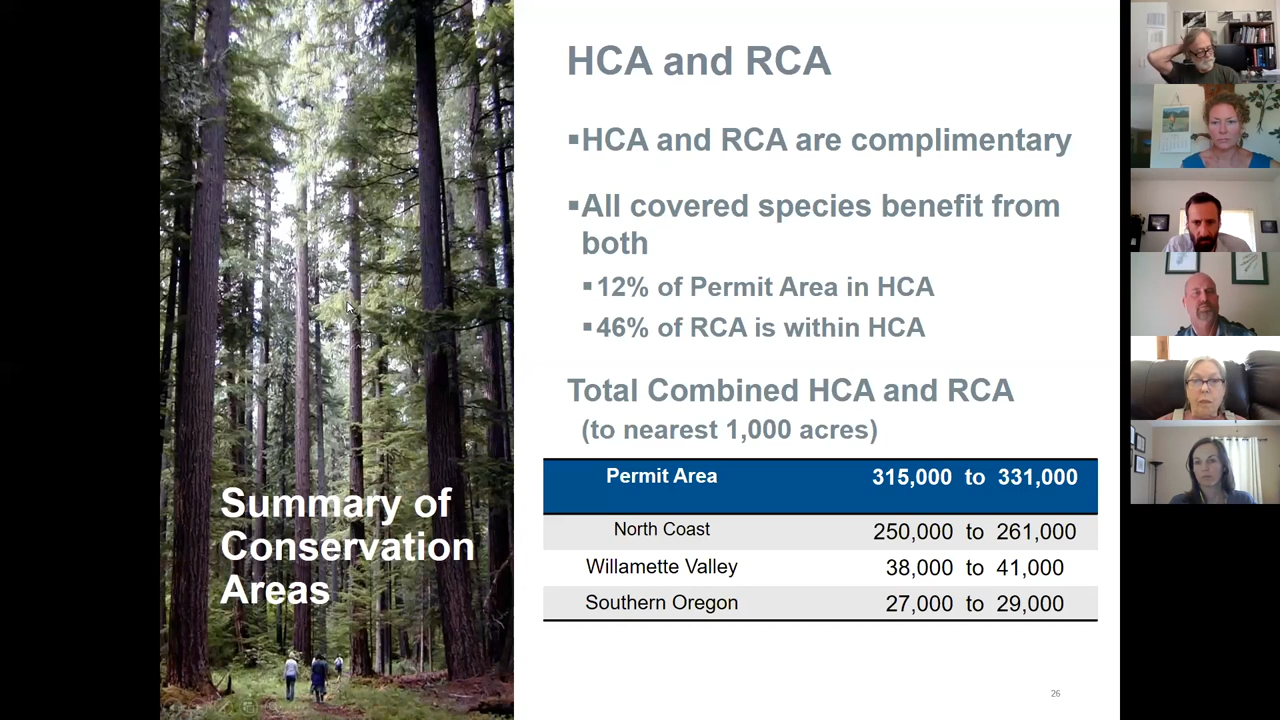 Summary of
Conservation
Areas
HCA and RCA
▪HCA and RCA are complimentary
▪All covered species benefit from
both
▪12% of Permit Area in HCA
▪46% of RCA is within HCA
Total Combined HCA and RCA
(to nearest 1,000 acres)
Permit Area 315,000 to 331,000
North Coast 250,000 to 261,000
Willamette Valley 38,000 to 41,000
Southern Oregon 27,000 to 29,000
26